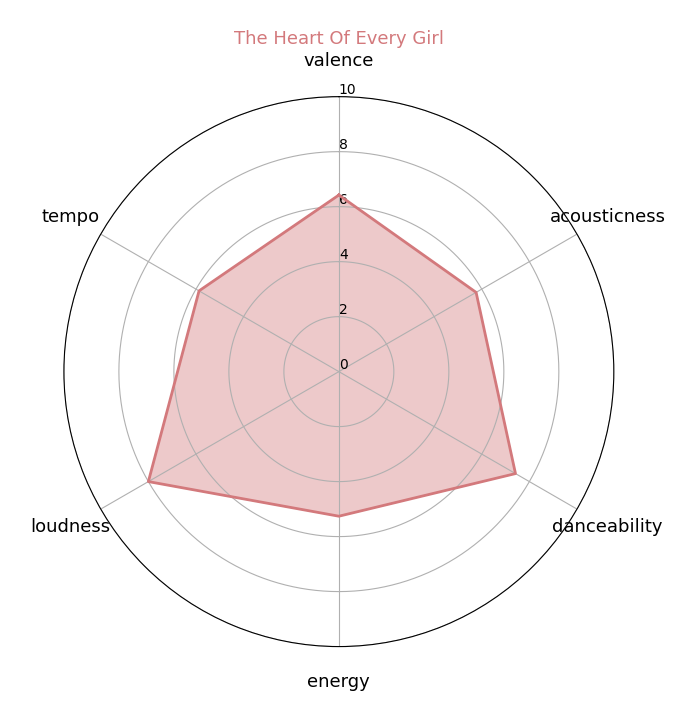 The Heart Of Every Girl
valence
10
8
tempo
acousticness
6
4
2
0
loudness
danceability
energy